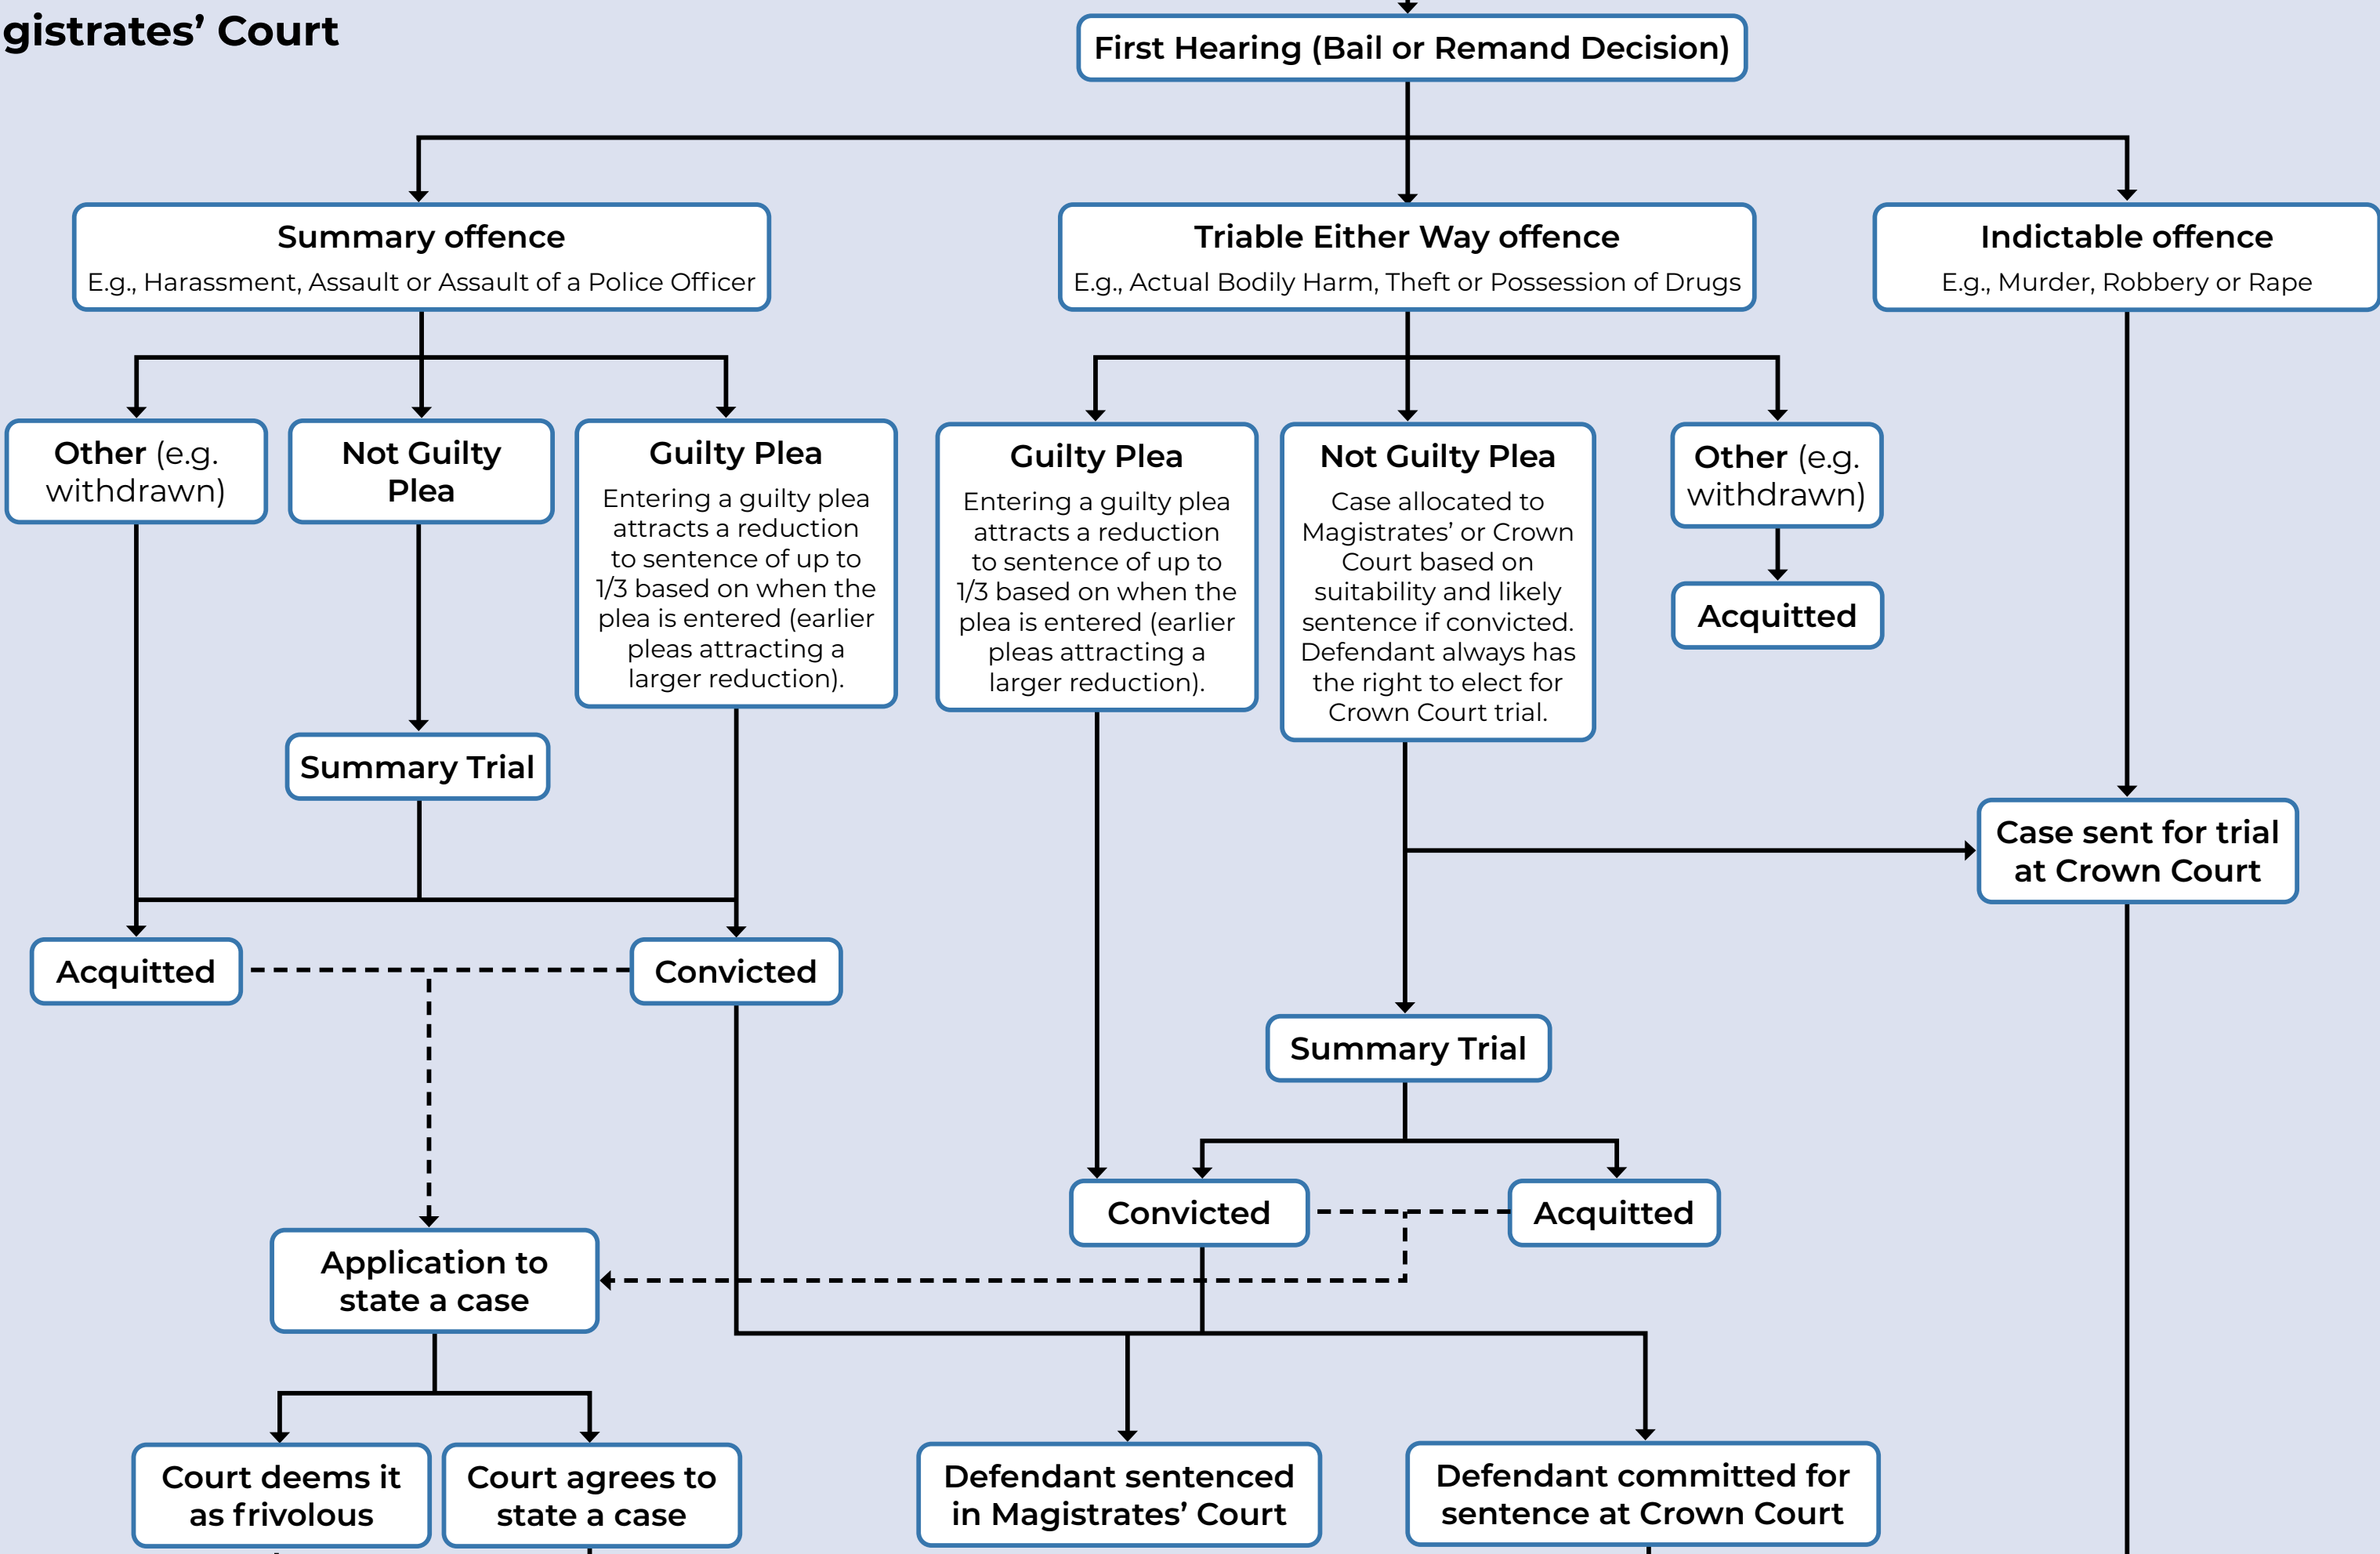 gistrates’ Court
First Hearing (Bail or Remand Decision)
Summary offence
E.g., Harassment, Assault or Assault of a Police Officer
Triable Either Way offence
E.g., Actual Bodily Harm, Theft or Possession of Drugs
Indictable offence
E.g., Murder, Robbery or Rape
Other (e.g.
withdrawn)
Not Guilty
Plea
Guilty Plea
Entering a guilty plea
attracts a reduction
to sentence of up to
1/3 based on when the
plea is entered (earlier
pleas attracting a
larger reduction).
Guilty Plea
Entering a guilty plea
attracts a reduction
to sentence of up to
1/3 based on when the
plea is entered (earlier
pleas attracting a
larger reduction).
Not Guilty Plea
Case allocated to
Magistrates’ or Crown
Court based on
suitability and likely
sentence if convicted.
Defendant always has
the right to elect for
Crown Court trial.
Other (e.g.
withdrawn)
Acquitted
Summary Trial
Case sent for trial
at Crown Court
Acquitted
Convicted
Summary Trial
Convicted
Acquitted
Application to
state a case
Court deems it
as frivolous
Court agrees to
state a case
Defendant sentenced
in Magistrates’ Court
Defendant committed for
sentence at Crown Court